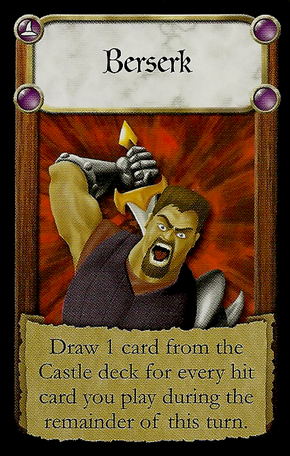 Berserk
Draw 1 card from the
Castle deck for every hit
card you play during the
remainder of this turn.